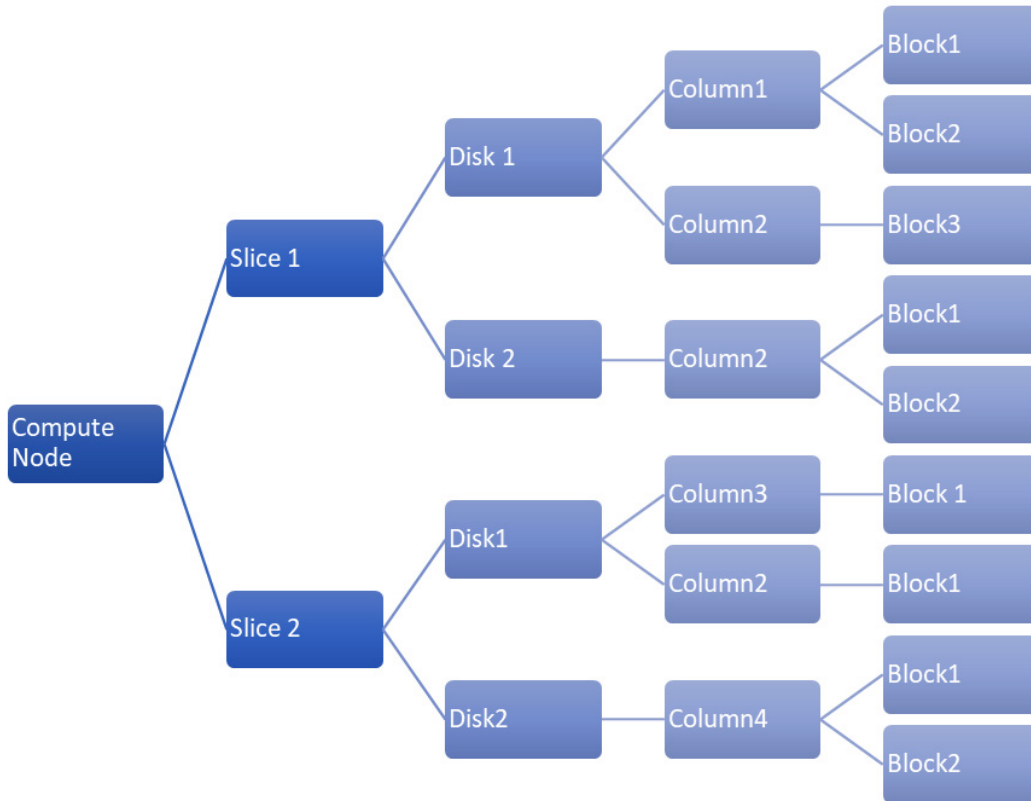 Block1
Column1
Block2
Disk 1
Column2
Block3
Slice 1
Block1
Disk 2
Column2
Block2
Compute
Node
Column3
Block 1
Disk1
Column2
Block1
Slice 2
Block1
Disk2
Column4
Block2